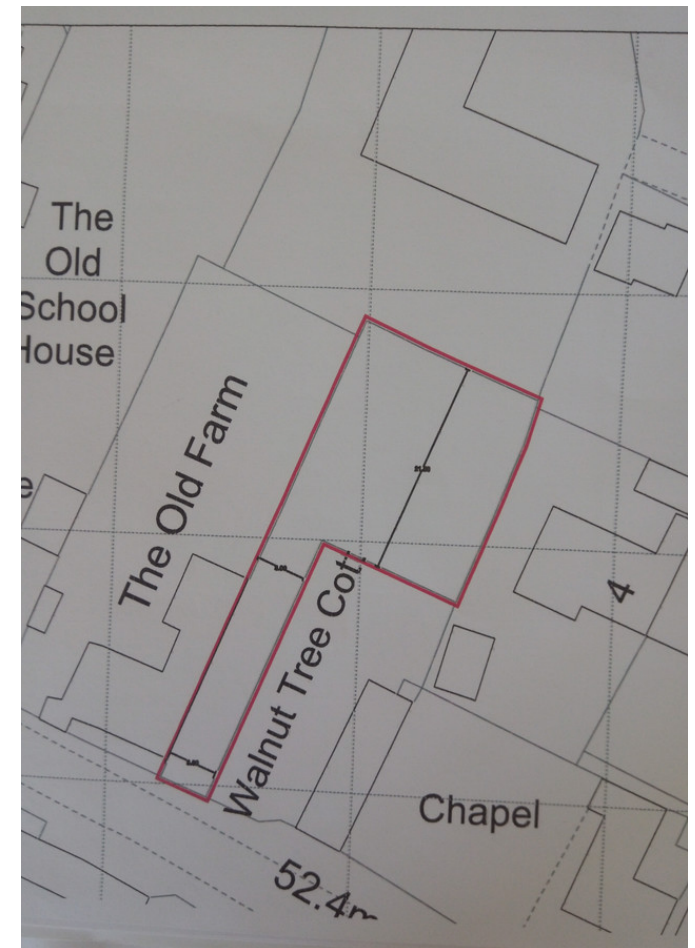 The
Old
School
House
The Old Farm
Walnut Tree Cott
4
Chapel
52.4m